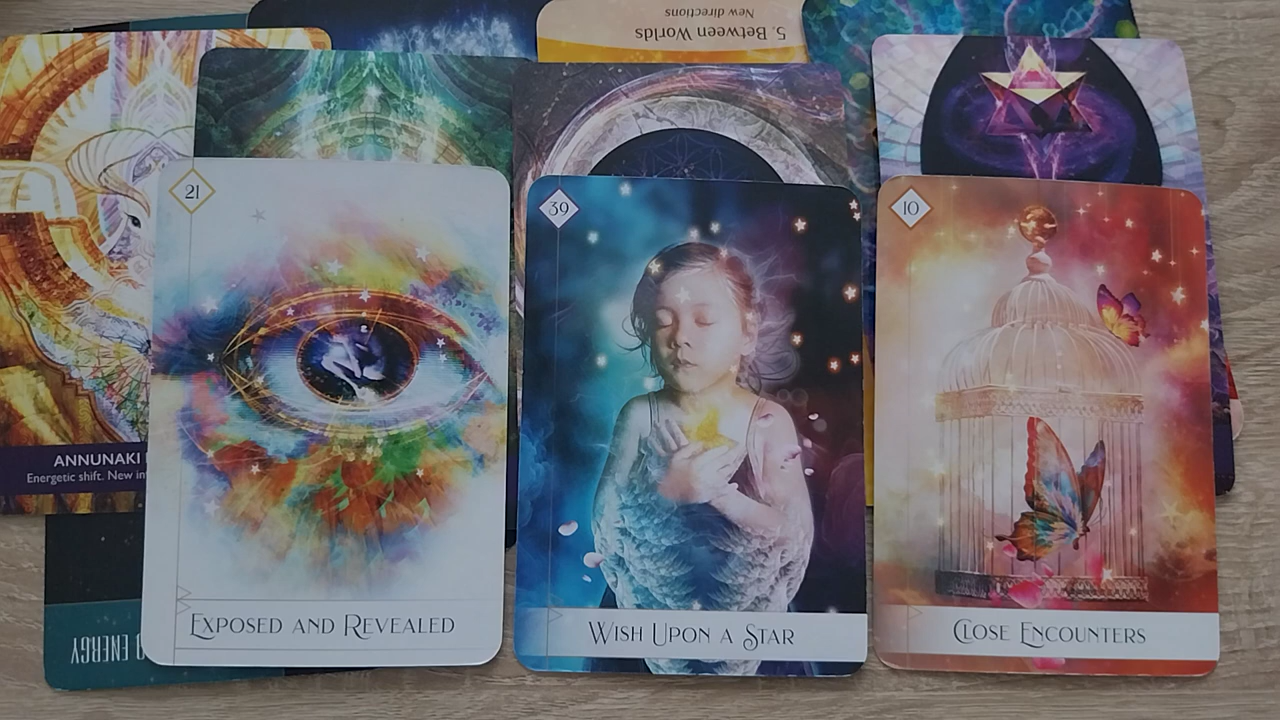 5. Between Worlds
New directions
21
39
10
ANNUNAKI
Energetic shift. New
ENERGY
EXPOSED AND REVEALED
WISH UPON A STAR
CLOSE ENCOUNTERS